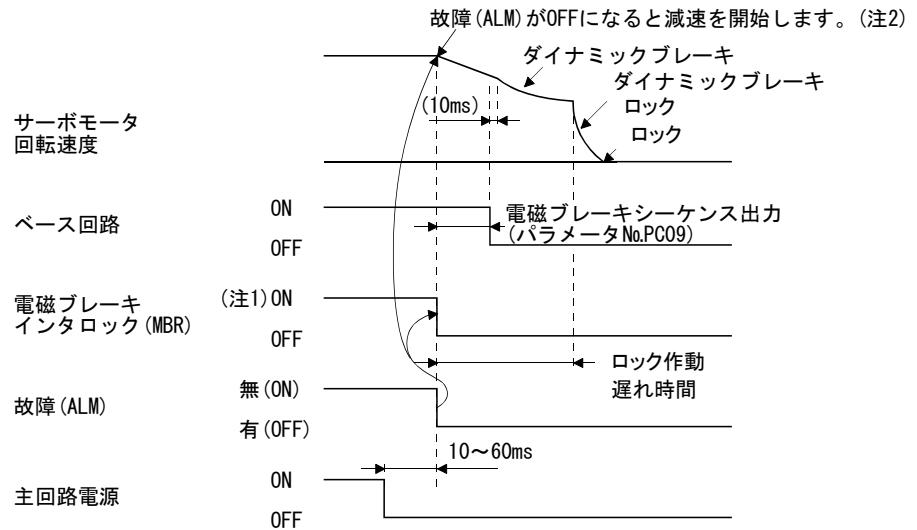 故障(ALM)がOFFになると減速を開始します。(注2)
ダイナミックブレーキ
ダイナミックブレーキ
ロック
ロック
(10ms)
サーボモータ
回転速度
ベース回路
ON
OFF
電磁ブレーキシーケンス出力
(パラメータNo.PC09)
電磁ブレーキ
インタロック(MBR)
(注1)ON
OFF
ロック作動
遅れ時間
故障(ALM)
無(ON)
有(OFF)
10～60ms
主回路電源
ON
OFF